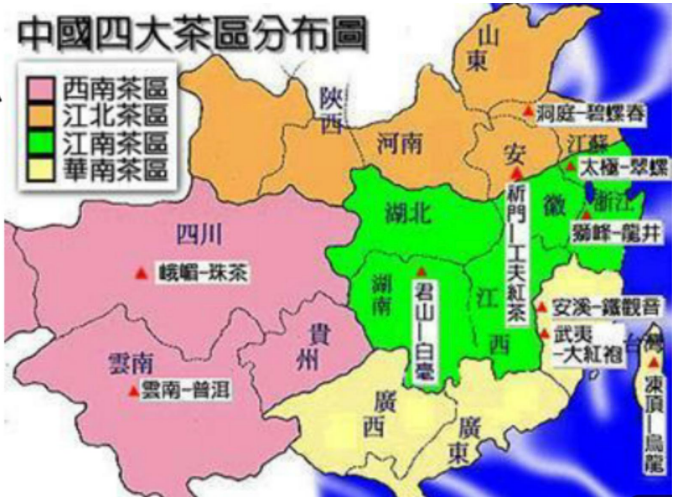 中國四大茶區分布圖
西南茶區
江北茶區
江南茶區
華南茶區
山東
陝西
河南
洞庭-碧螺春
江蘇
安
徽
太極-翠螺
祈門—工夫紅茶
浙江
獅峰-龍井
湖北
四川
峨嵋-珠茶
湖南
君山—白毫
江西
安溪-鐵觀音
武夷
-大紅袍
台灣
凍頂—烏龍
貴州
雲南
雲南-普洱
廣西
廣東